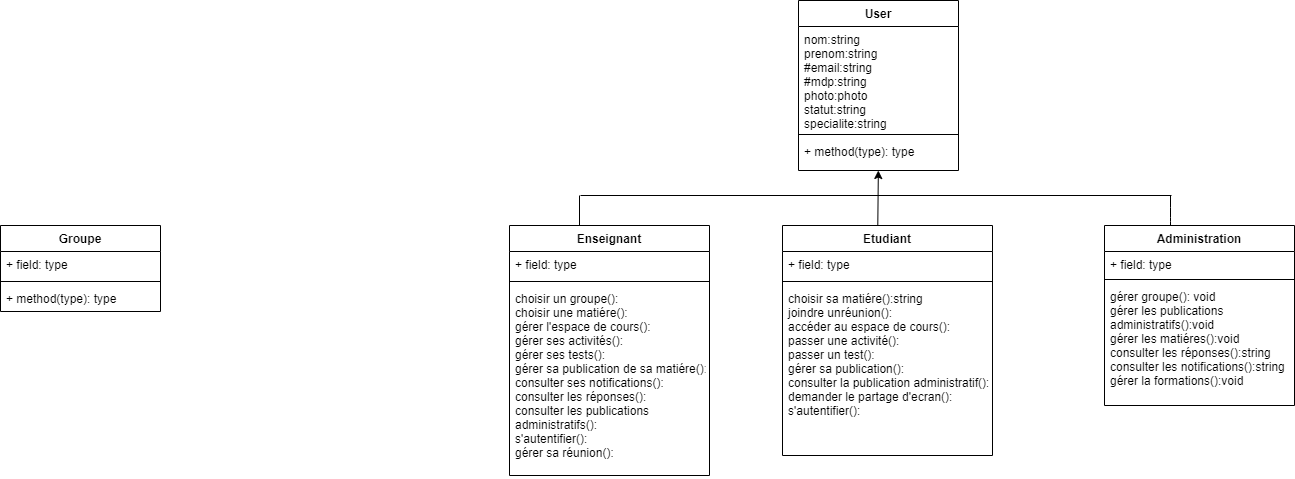 User
nom:string
prenom:string
#email:string
#mdp:string
photo:photo
statut:string
specialite:string
+ method(type): type
Groupe
+ field: type
+ method(type): type
Enseignant
+ field: type
choisir un groupe():
choisir une matière():
gérer l'espace de cours():
gérer ses activités():
gérer ses tests():
gérer sa publication de sa matiére():
consulter ses notifications():
consulter les réponses():
consulter les publications
administratifs():
s'autentifier():
gérer sa réunion():
Etudiant
+ field: type
choisir sa matiére():string
joindre unréunion():
accéder au espace de cours():
passer une activité():
passer un test():
gérer sa publication():
consulter la publication administratif():
demander le partage d'ecran():
s'autentifier():
Administration
+ field: type
gérer groupe(): void
gérer les publications
administratifs():void
gérer les matiéres():void
consulter les réponses():string
consulter les notifications():string
gérer la formations():void